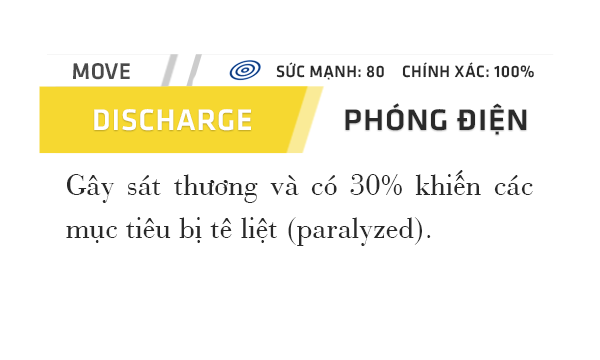 MOVE SỨC MẠNH: 80 CHÍNH XÁC: 100%
DISCHARGE PHÓNG ĐIỆN
Gây sát thương và có 30% khiến các
mục tiêu bị tê liệt (paralyzed).